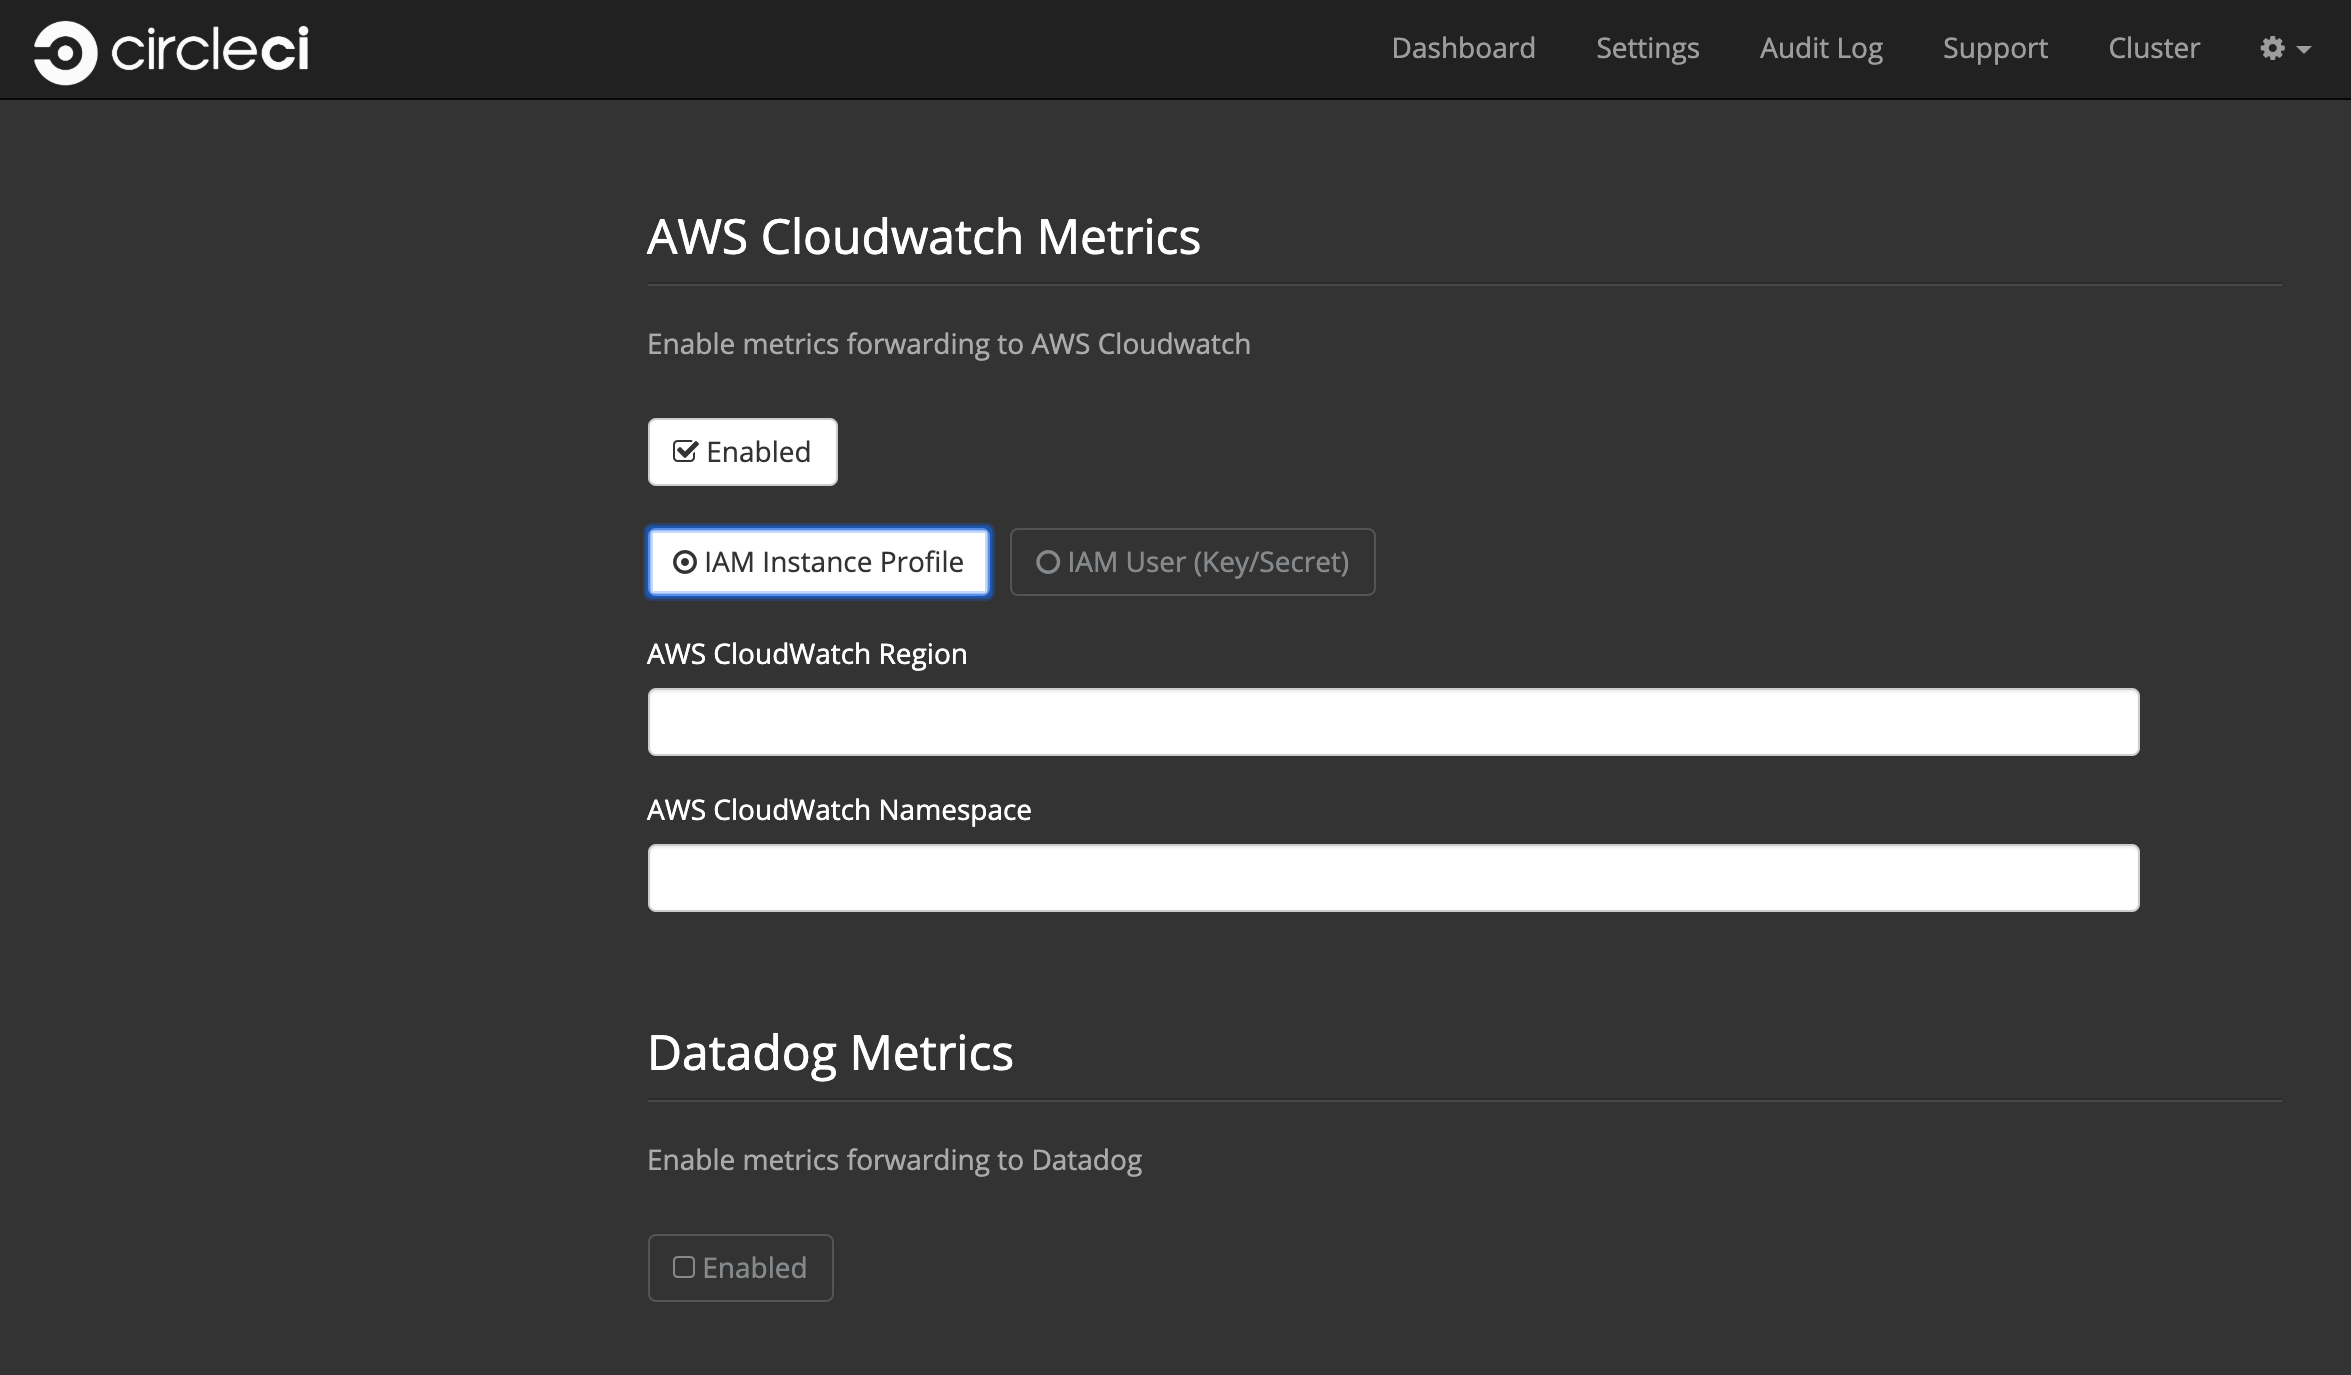 circleci Dashboard Settings Audit Log Support Cluster
AWS Cloudwatch Metrics
Enable metrics forwarding to AWS Cloudwatch
Enabled
IAM Instance Profile IAM User (Key/Secret)
AWS CloudWatch Region
AWS CloudWatch Namespace
Datadog Metrics
Enable metrics forwarding to Datadog
Enabled